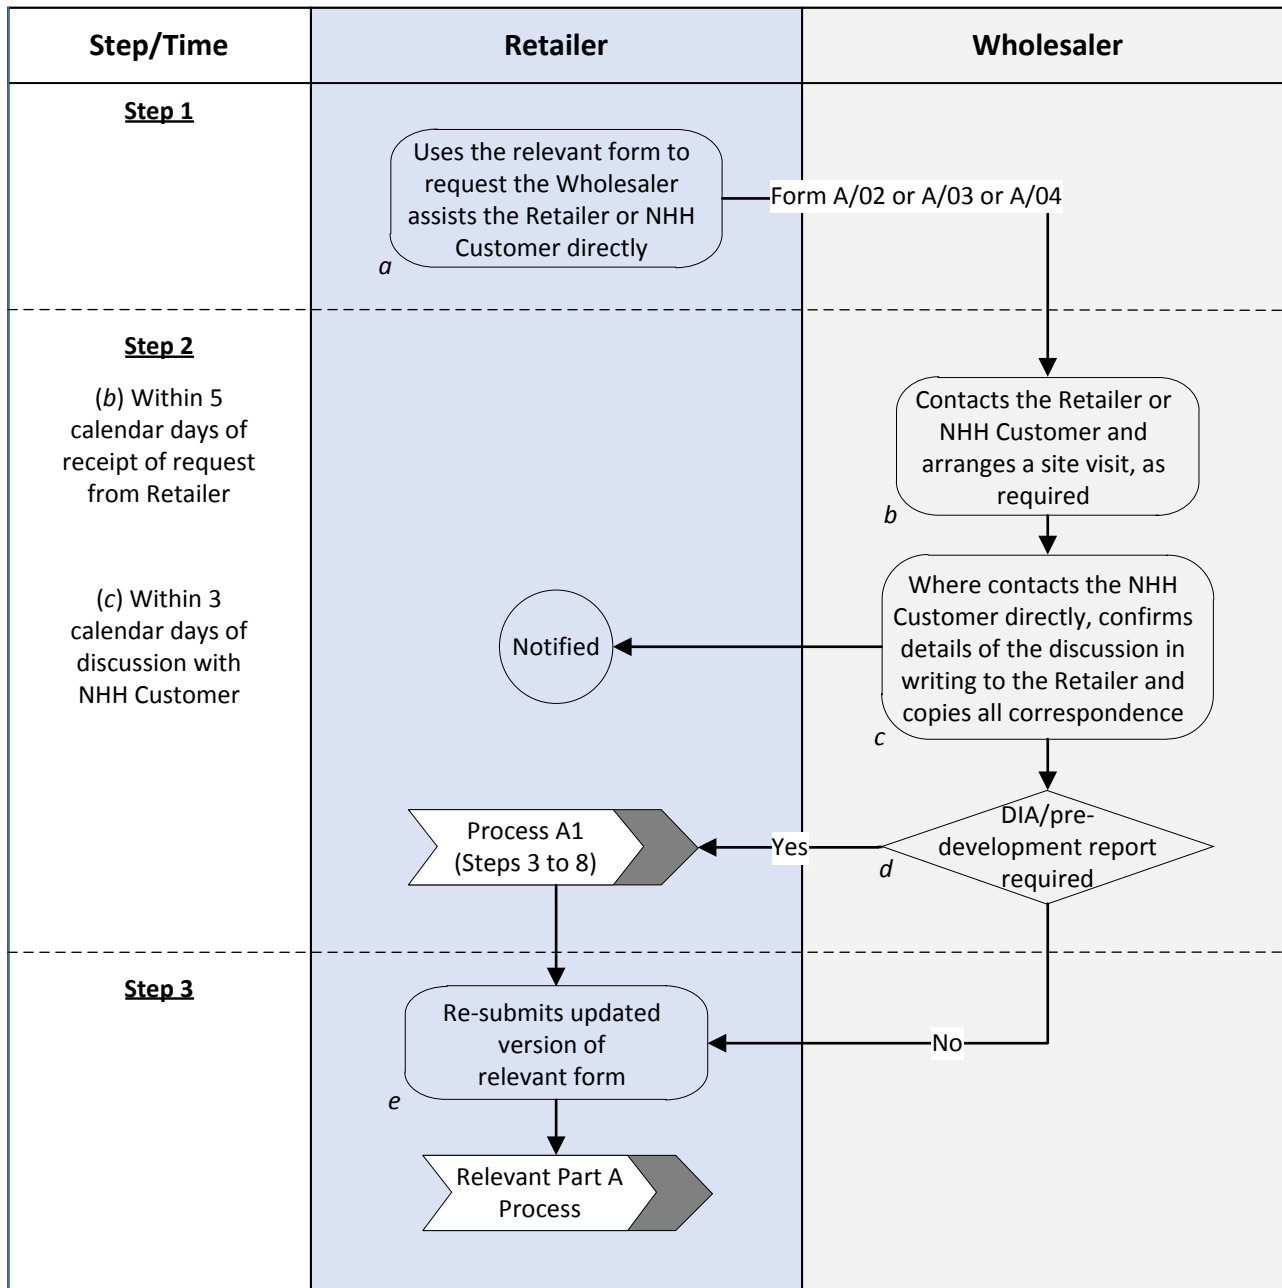 Step/Time
Retailer
Wholesaler
Step 1
Uses the relevant form to
request the Wholesaler
assists the Retailer or NHH
Customer directly
a
Form A/02 or A/03 or A/04
Step 2
(b) Within 5
calendar days of
receipt of request
from Retailer
Contacts the Retailer or
NHH Customer and
arranges a site visit, as
required
b
(c) Within 3
calendar days of
discussion with
NHH Customer
Notified
Where contacts the NHH
Customer directly, confirms
details of the discussion in
writing to the Retailer and
copies all correspondence
c
Process A1
(Steps 3 to 8)
Yes
DIA/pre-
development report
required
d
Step 3
Re-submits updated
version of
relevant form
e
No
Relevant Part A
Process